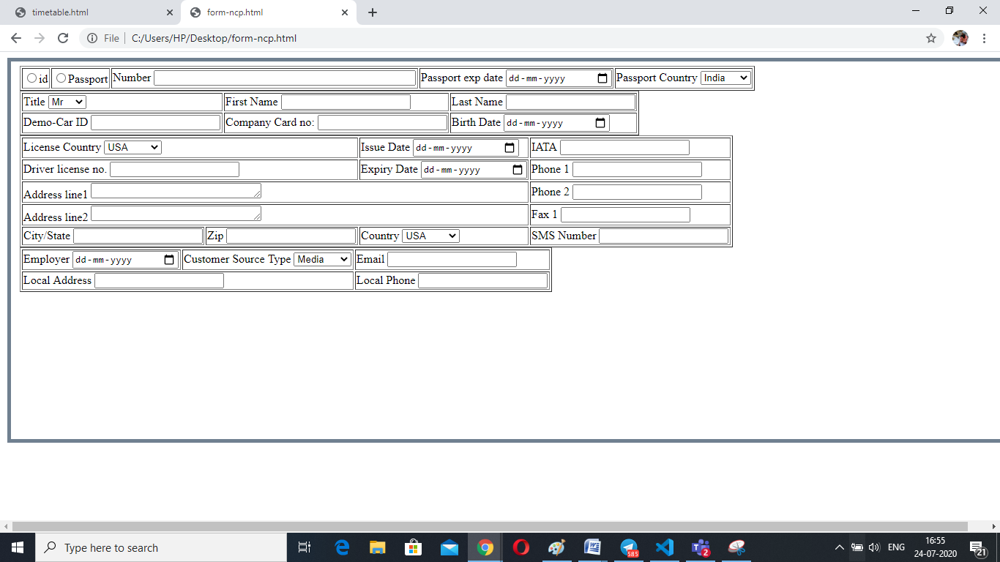 timetable.html form-ncp.html
File C:/Users/HP/Desktop/form-ncp.html
id Passport Number Passport exp date dd-mm-yyyy Passport Country India
Title Mr First Name Last Name
Demo-Car ID Company Card no: Birth Date dd-mm-yyyy
License Country USA Issue Date dd-mm-yyyy IATA
Driver license no. Expiry Date dd-mm-yyyy Phone 1
Address line1 Phone 2
Address line2 Fax 1
City/State Zip Country USA SMS Number
Employer dd-mm-yyyy Customer Source Type Media Email
Local Address Local Phone
Type here to search 585 2 ENG 16:55
24-07-2020 21